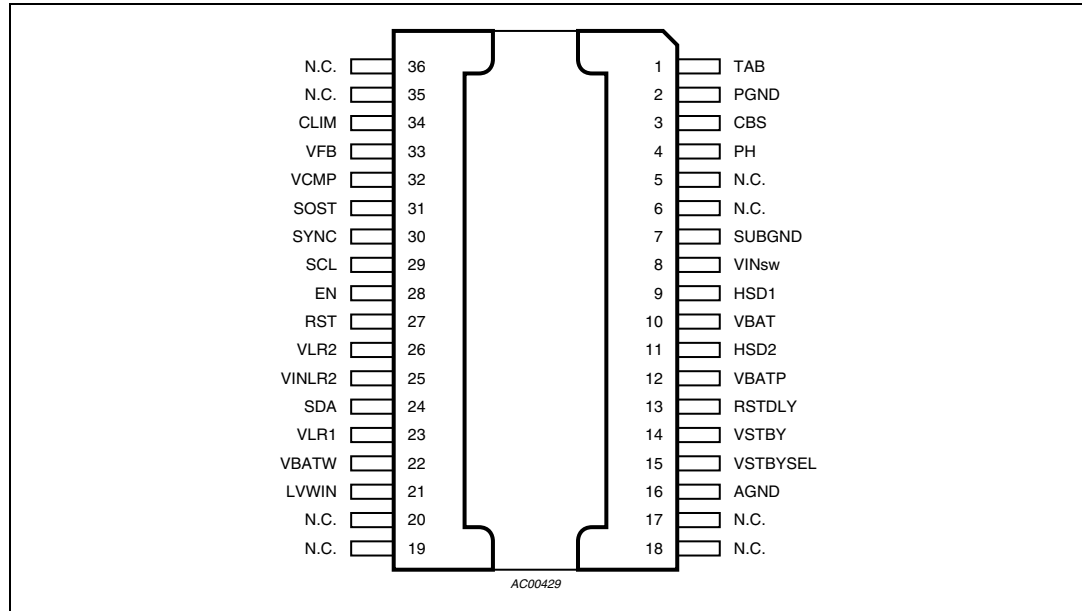 N.C. 36 1 TAB
N.C. 35 2 PGND
CLIM 34 3 CBS
VFB 33 4 PH
VCMP 32 5 N.C.
SOST 31 6 N.C.
SYNC 30 7 SUBGND
SCL 29 8 VINsw
EN 28 9 HSD1
RST 27 10 VBAT
VLR2 26 11 HSD2
VINLR2 25 12 VBATP
SDA 24 13 RSTDLY
VLR1 23 14 VSTBY
VBATW 22 15 VSTBYSEL
LVWIN 21 16 AGND
N.C. 20 17 N.C.
N.C. 19 18 N.C.
AC00429